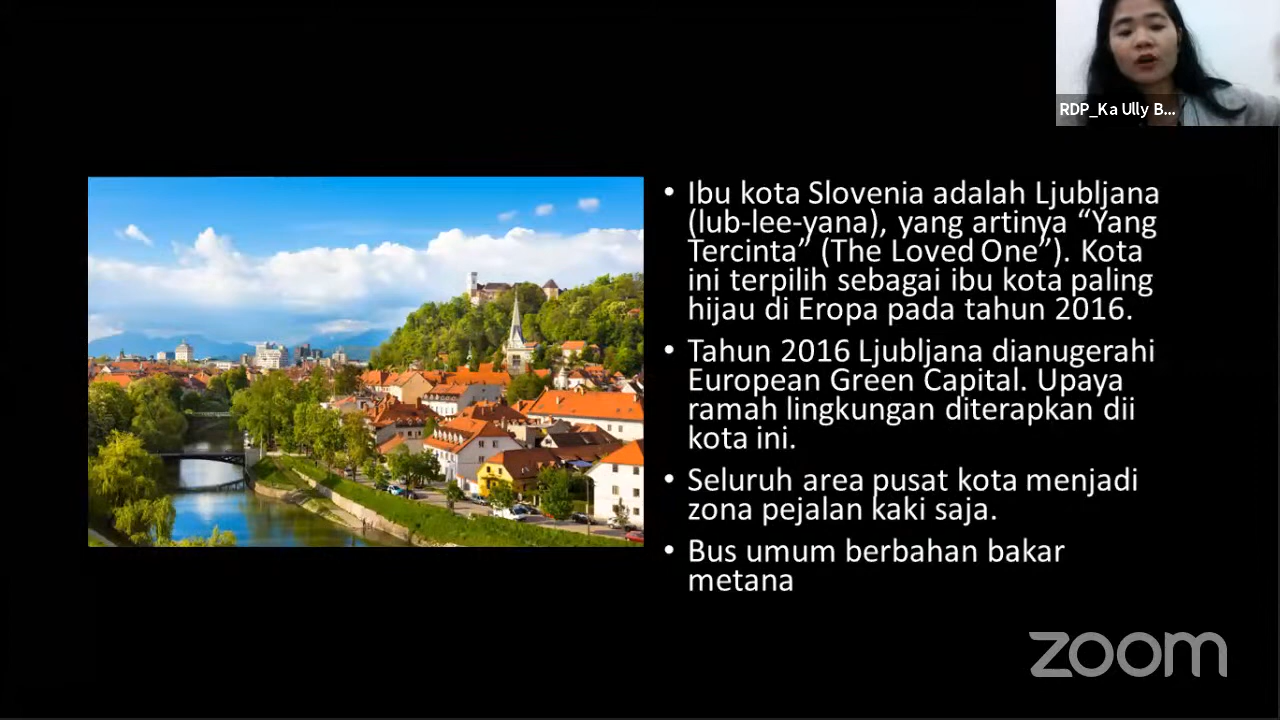 RDP_Ka Ully B...
• Ibu kota Slovenia adalah Ljubljana
(lub-lee-yana), yang artinya “Yang
Tercinta” (The Loved One”). Kota
ini terpilih sebagai ibu kota paling
hijau di Eropa pada tahun 2016.
• Tahun 2016 Ljubljana dianugerahi
European Green Capital. Upaya
ramah lingkungan diterapkan dii
kota ini.
• Seluruh area pusat kota menjadi
zona pejalan kaki saja.
• Bus umum berbahan bakar
metana
zoom